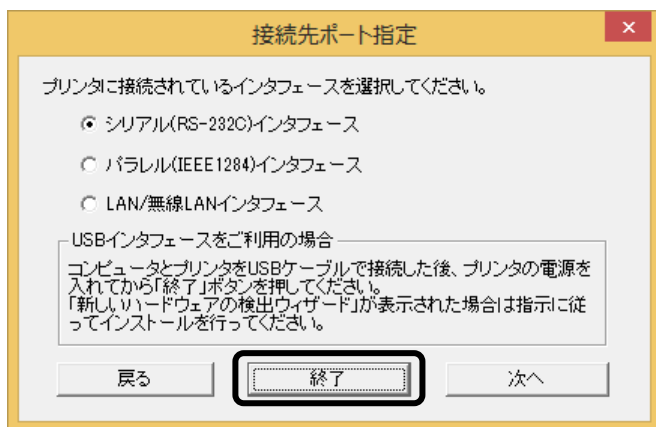 接続先ポート指定
プリンタに接続されているインタフェースを選択してください。
シリアル(RS-232C)インタフェース
パラレル(IEEE1284)インタフェース
LAN/無線LANインタフェース
USBインタフェースをご利用の場合
コンピュータとプリンタをUSBケーブルで接続した後、プリンタの電源を
入れてから「終了」ボタンを押してください。
「新しいハードウェアの検出ウィザード」が表示された場合は指示に従
ってインストールを行ってください。
戻る
終了
次へ